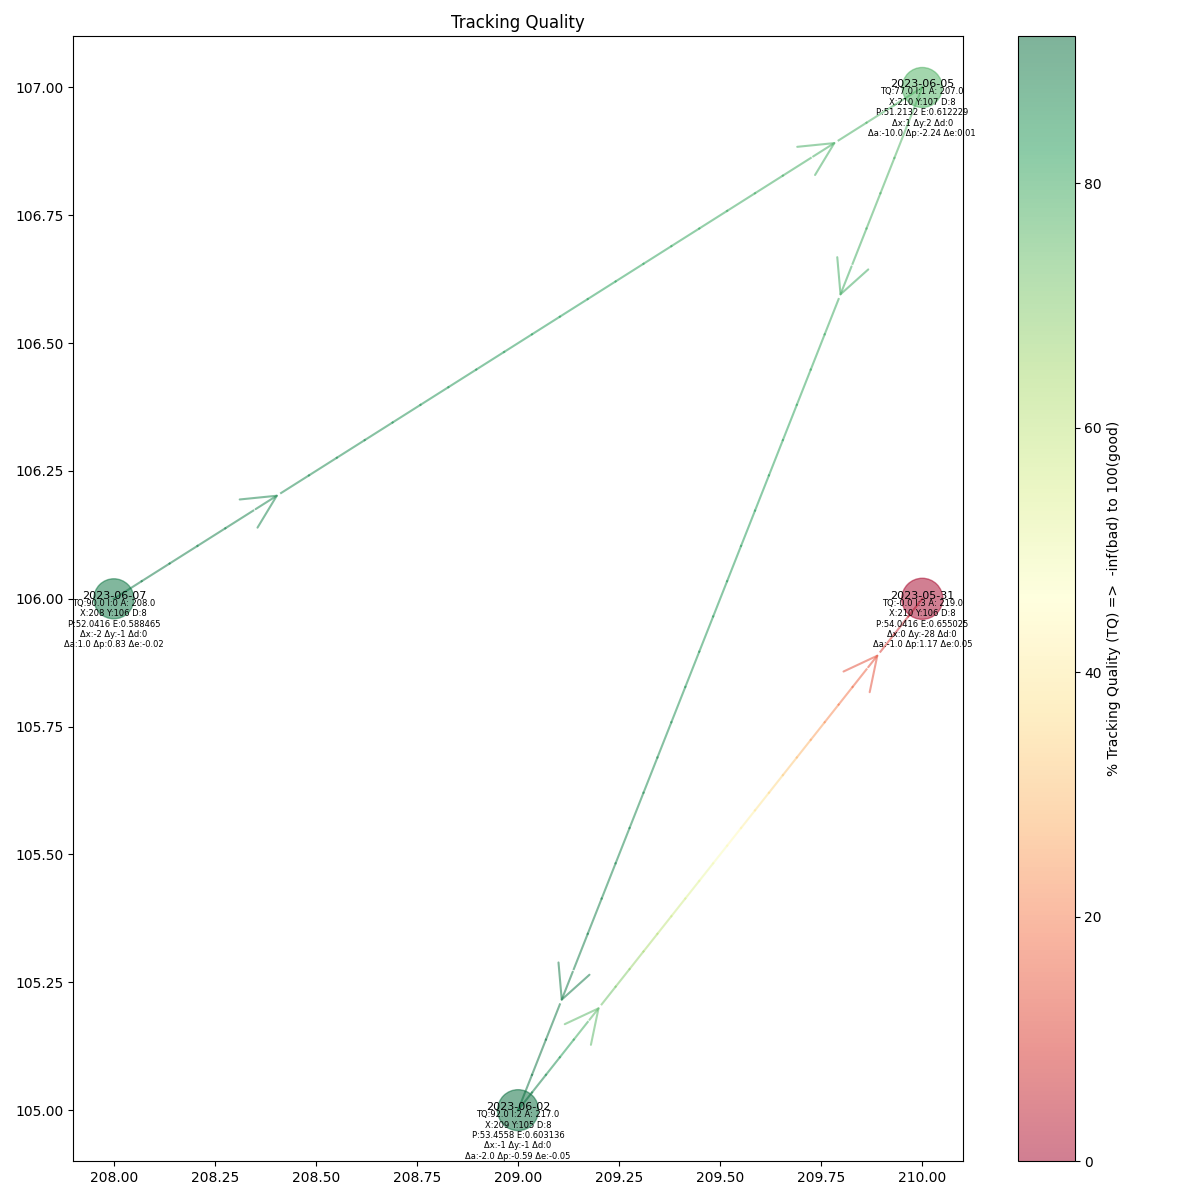 Tracking Quality
107.00
106.75
106.50
106.25
106.00
105.75
105.50
105.25
105.00
2023-06-05
TQ:77.0 I:1 A: 207.0
X:210 Y:107 D:8
P:51.2132 E:0.612229
Δx:1 Δy:2 Δd:0
Δa:-10.0 Δp:-2.24 Δe:0.01
2023-06-07
TQ:90.0 I:0 A: 208.0
X:208 Y:106 D:8
P:52.0416 E:0.588465
Δx:-2 Δy:-1 Δd:0
Δa:1.0 Δp:0.83 Δe:-0.02
2023-05-31
TQ:-0.0 I:3 A: 219.0
X:210 Y:106 D:8
P:54.0416 E:0.655025
Δx:0 Δy:-28 Δd:0
Δa:-1.0 Δp:1.17 Δe:0.05
2023-06-02
TQ:92.0 I:2 A: 217.0
X:209 Y:105 D:8
P:53.4558 E:0.603136
Δx:-1 Δy:-1 Δd:0
Δa:-2.0 Δp:-0.59 Δe:-0.05
208.00
208.25
208.50
208.75
209.00
209.25
209.50
209.75
210.00
80
60
40
20
0
% Tracking Quality (TQ) =>  -inf(bad) to 100(good)